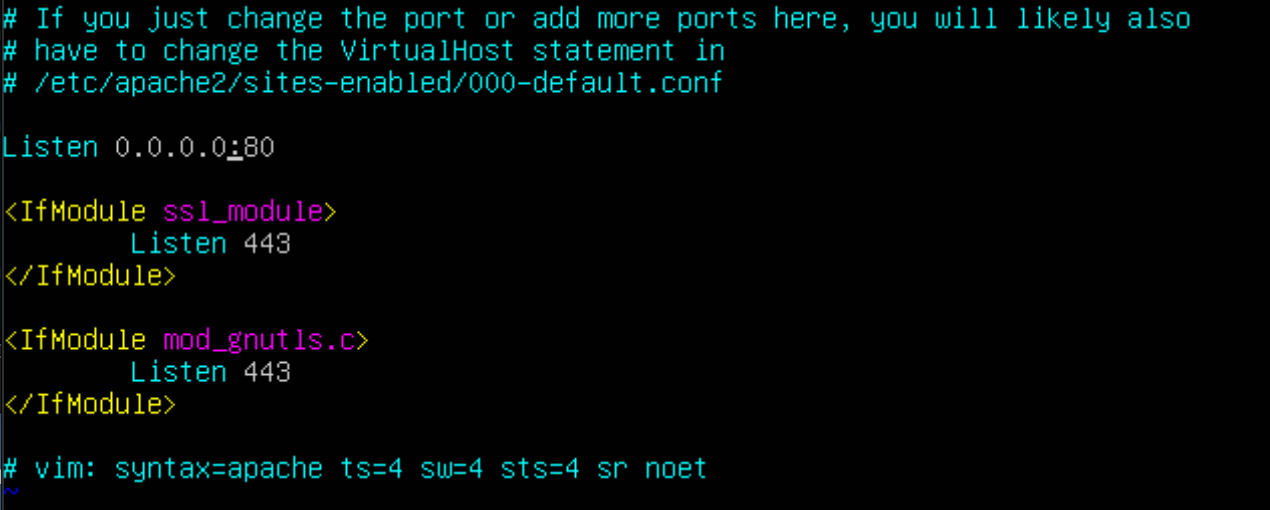 # If you just change the port or add more ports here, you will likely also
# have to change the VirtualHost statement in
# /etc/apache2/sites-enabled/000-default.conf
Listen 0.0.0.0:80
<IfModule ssl_module>
Listen 443
</IfModule>
<IfModule mod_gnutls.c>
Listen 443
</IfModule>
# vim: syntax=apache ts=4 sw=4 sts=4 sr noet
~